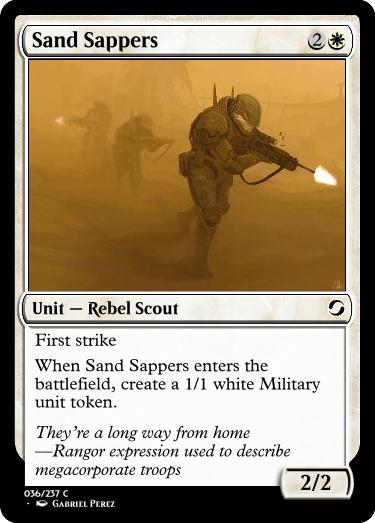 Sand Sappers 2
Unit — Rebel Scout
First strike
When Sand Sappers enters the
battlefield, create a 1/1 white Military
unit token.
They're a long way from home
—Rangor expression used to describe
megacorporate troops
2/2
036/237 C
· Gabriel Perez